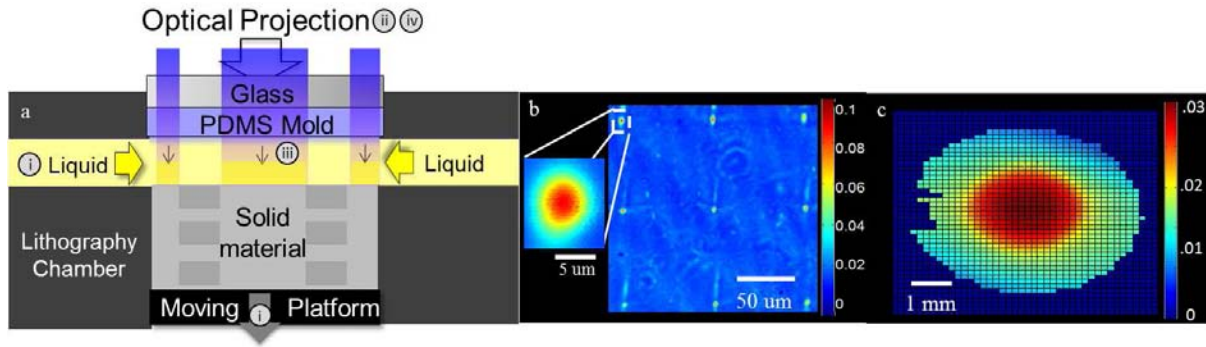 Optical Projection ii iv
a
Glass
PDMS Mold
i Liquid
iii
Liquid
Solid
material
Lithography
Chamber
Moving i Platform
b
5 um
50 um
0.1
0.08
0.06
0.04
0.02
0
c
1 mm
.03
.02
.01
0